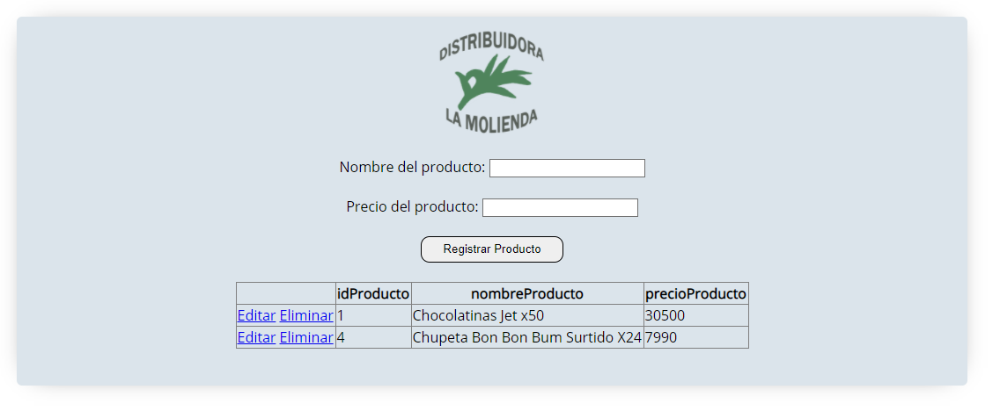 DISTRIBUIDORA
LA MOLIENDA
Nombre del producto:
Precio del producto:
Registrar Producto
idProducto nombreProducto precioProducto
Editar Eliminar 1 Chocolatinas Jet x50 30500
Editar Eliminar 4 Chupeta Bon Bon Bum Surtido X24 7990